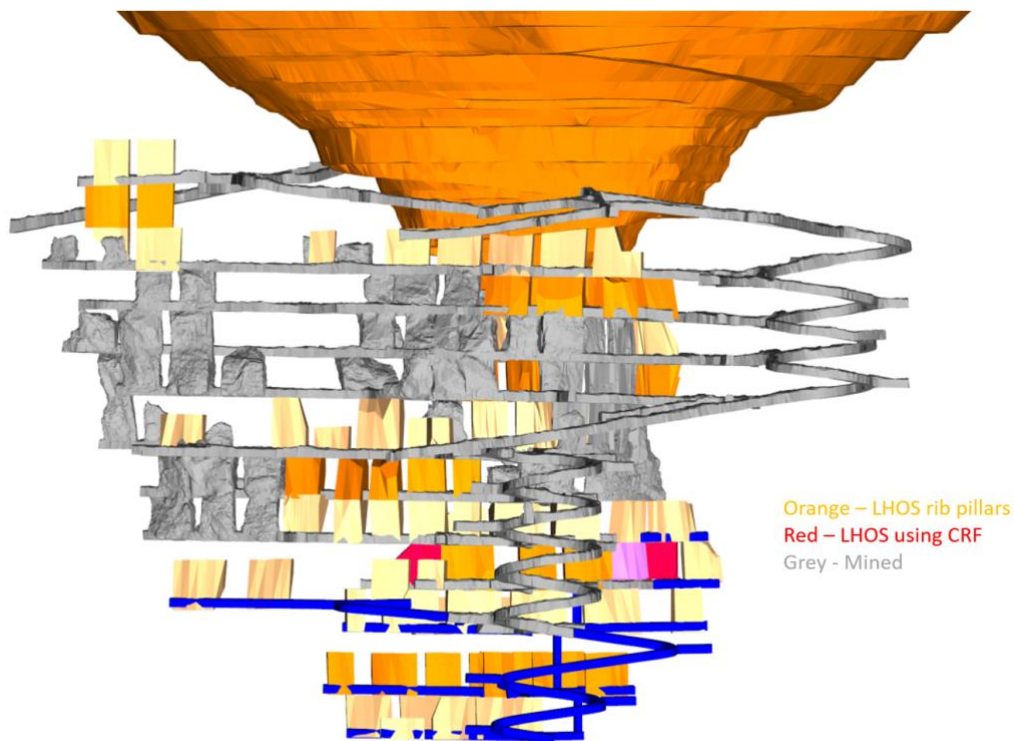 Orange – LHOS rib pillars
Red – LHOS using CRF
Grey - Mined